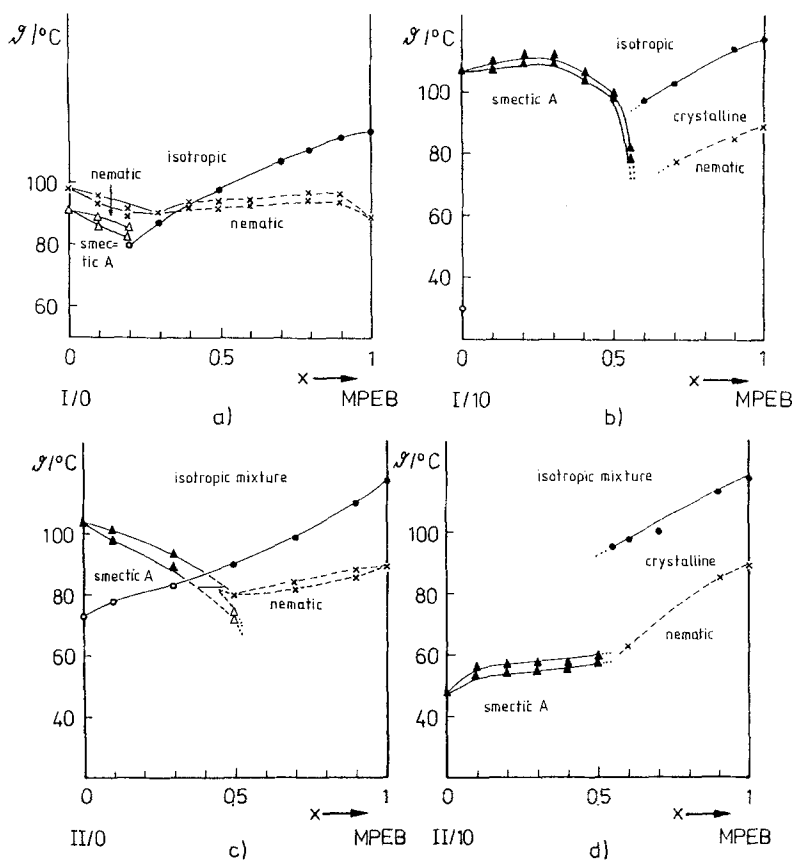 ϑ/°C
100
80
60
nematic
isotropic
smec=
tic A
nematic
0
0.5
1
x
I/0
MPEB
a)
ϑ/°C
100
80
60
40
isotropic
smectic A
crystalline
nematic
0
0.5
1
x
I/10
MPEB
b)
ϑ/°C
100
80
60
40
isotropic mixture
smectic A
nematic
0
0.5
1
x
II/0
MPEB
c)
ϑ/°C
100
80
60
40
isotropic mixture
crystalline
nematic
smectic A
0
0.5
1
x
II/10
MPEB
d)